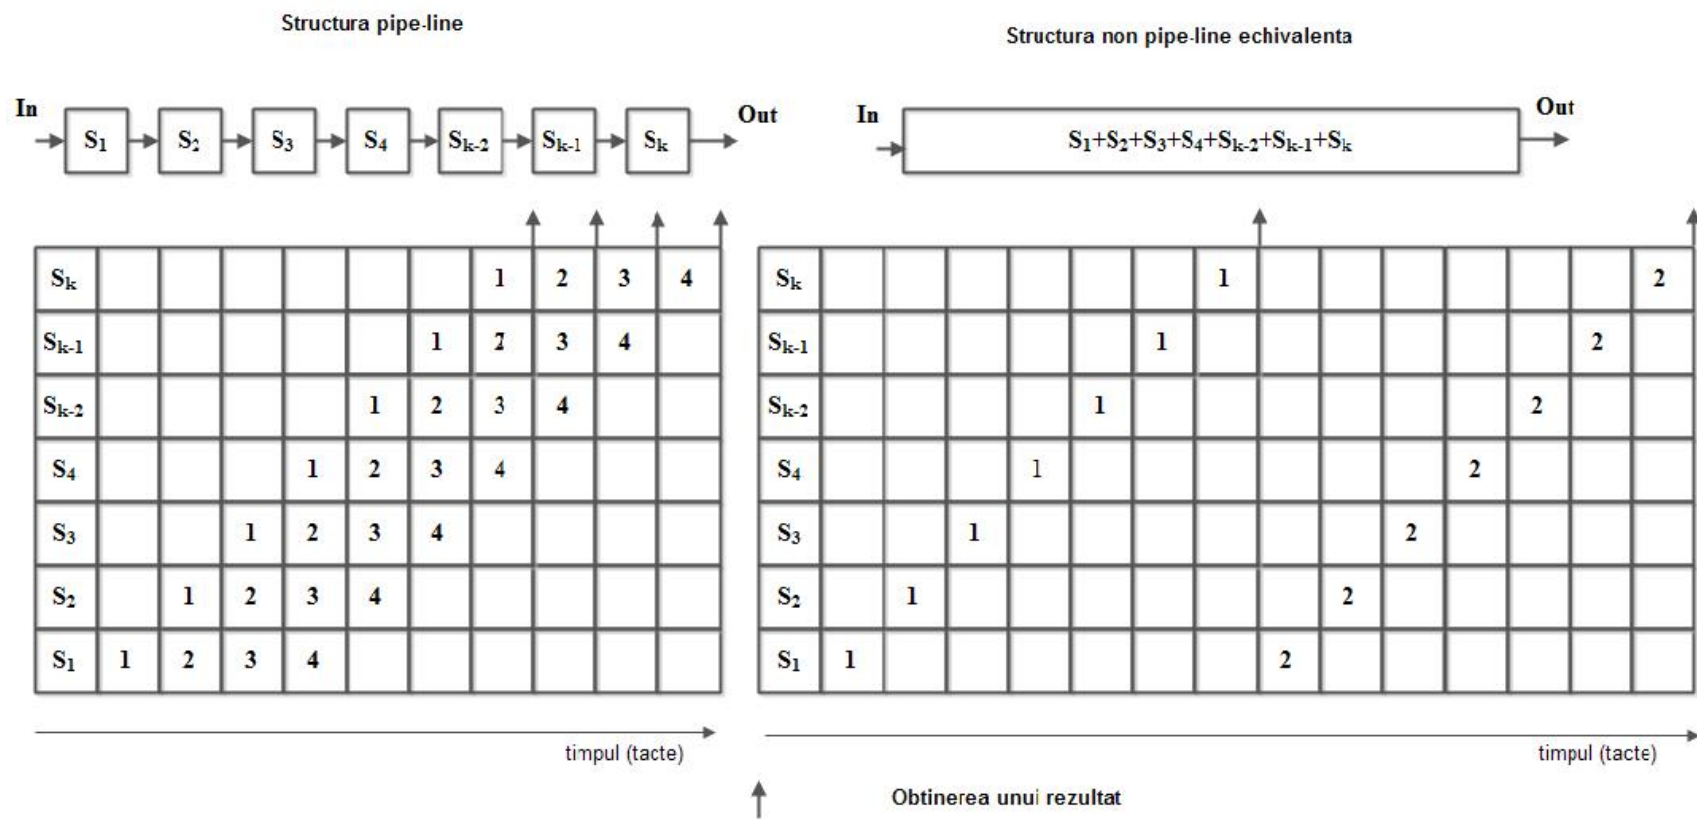 Structura pipe-line
Structura non pipe-line echivalenta
In S1 S2 S3 S4 Sk-2 Sk-1 Sk Out
In S1+S2+S3+S4+Sk-2+Sk-1+Sk Out
Sk 1 2 3 4
Sk-1 1 2 3 4
Sk-2 1 2 3 4
S4 1 2 3 4
S3 1 2 3 4
S2 1 2 3 4
S1 1 2 3 4
timpul (tacte)
Sk 1 2
Sk-1 1 2
Sk-2 1 2
S4 1 2
S3 1 2
S2 1 2
S1 1 2
timpul (tacte)
Obtinerea unui rezultat